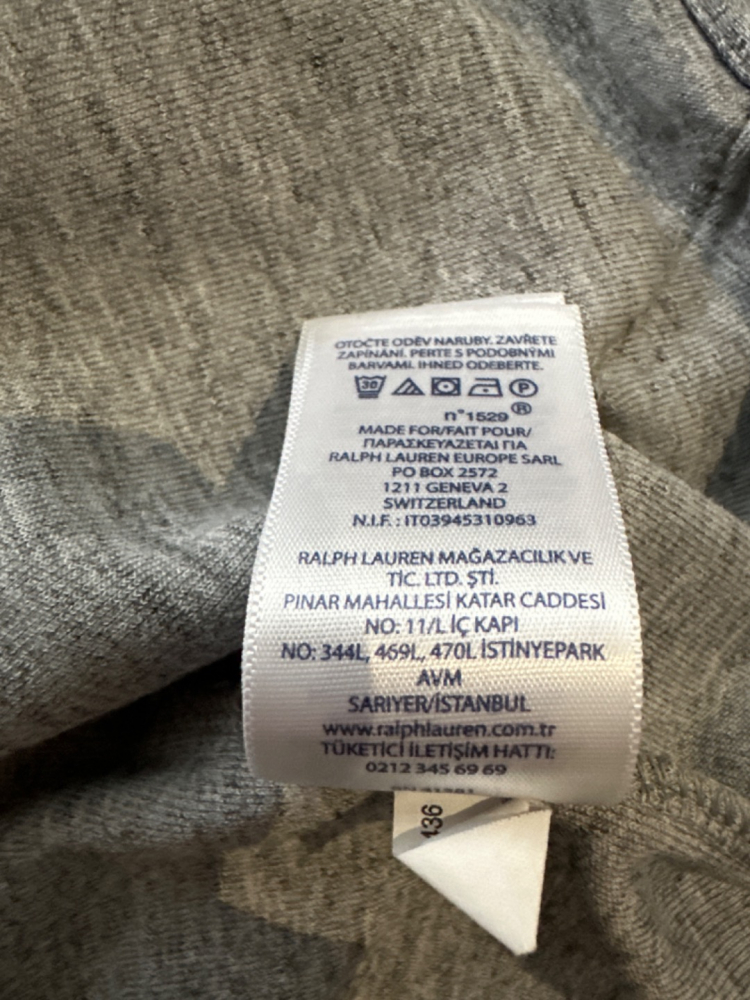 OTOČTE ODĚV NARUBY. ZAVŘETE
ZAPÍNÁNÍ. PERTE S PODOBNÝMI
BARVAMI. IHNED ODEBERTE.
30 P
n°1529®
MADE FOR/FAIT POUR/
ΠΑΡΑΣΚΕΥΑΖΕΤΑΙ ΓΙΑ
RALPH LAUREN EUROPE SARL
PO BOX 2572
1211 GENEVA 2
SWITZERLAND
N.I.F. : IT03945310963
RALPH LAUREN MAĞAZACILIK VE
TİC. LTD. ŞTİ.
PINAR MAHALLESİ KATAR CADDESİ
NO: 11/L İÇ KAPI
NO: 344L, 469L, 470L İSTİNYEPARK
AVM
SARIYER/İSTANBUL
www.ralphlauren.com.tr
TÜKETİCİ İLETİŞİM HATTI:
0212 345 69 69
136